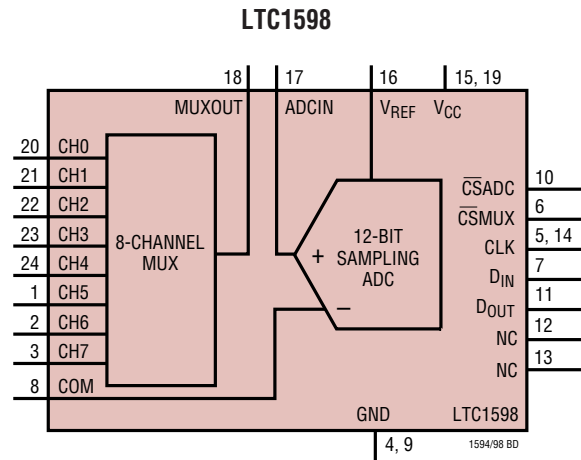 LTC1598
18 17 16 15, 19
MUXOUT ADCIN VREF VCC
20 CH0
21 CH1
22 CH2
23 CH3
24 CH4
1 CH5
2 CH6
3 CH7
8 COM
8-CHANNEL
MUX
+
−
12-BIT
SAMPLING
ADC
C̅S̅ADC 10
C̅S̅MUX 6
CLK 5, 14
DIN 7
DOUT 11
NC 12
NC 13
GND LTC1598
4, 9 1594/98 BD